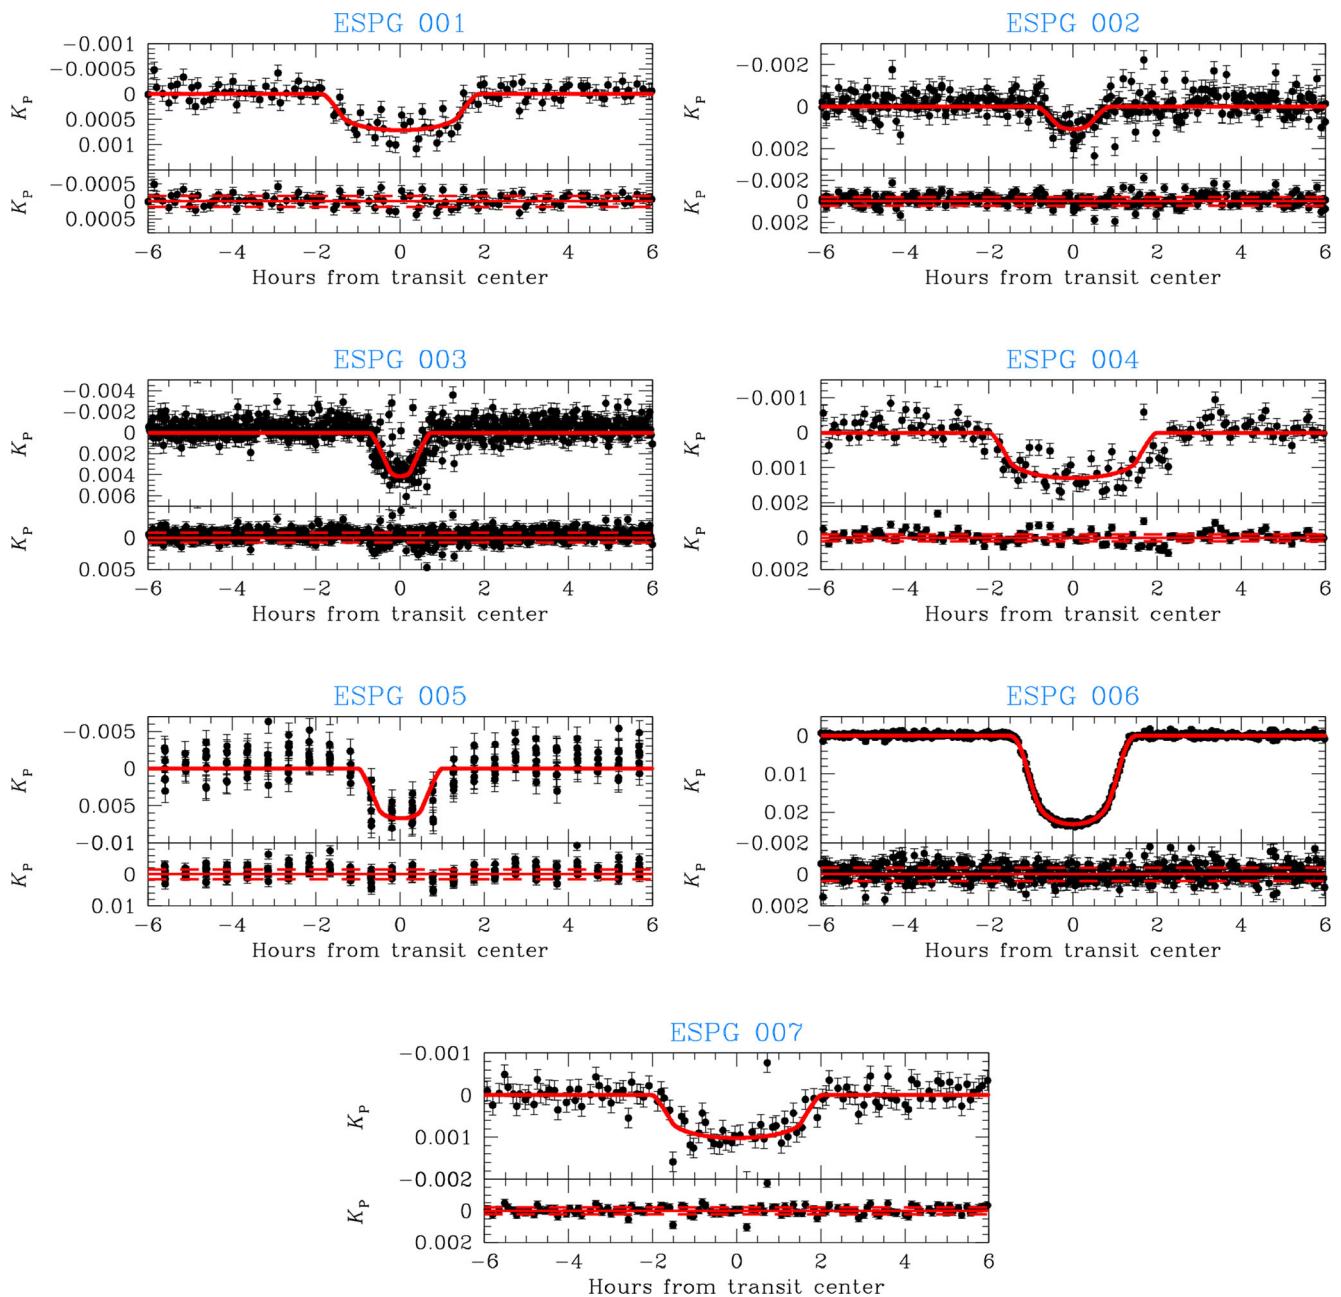 ESPG 001
ESPG 002
−0.001
−0.0005
0
0.0005
0.001
K_P
−0.0005
0
0.0005
K_P
−6 −4 −2 0 2 4 6
Hours from transit center
−0.002
0
0.002
K_P
−0.002
0
0.002
K_P
−6 −4 −2 0 2 4 6
Hours from transit center
ESPG 003
ESPG 004
−0.004
−0.002
0
0.002
0.004
0.006
K_P
0
0.005
K_P
−6 −4 −2 0 2 4 6
Hours from transit center
−0.001
0
0.001
0.002
K_P
0
0.002
K_P
−6 −4 −2 0 2 4 6
Hours from transit center
ESPG 005
ESPG 006
−0.005
0
0.005
K_P
−0.01
0
0.01
K_P
−6 −4 −2 0 2 4 6
Hours from transit center
0
0.01
0.02
K_P
−0.002
0
0.002
K_P
−6 −4 −2 0 2 4 6
Hours from transit center
ESPG 007
−0.001
0
0.001
K_P
−0.002
0
0.002
K_P
−6 −4 −2 0 2 4 6
Hours from transit center